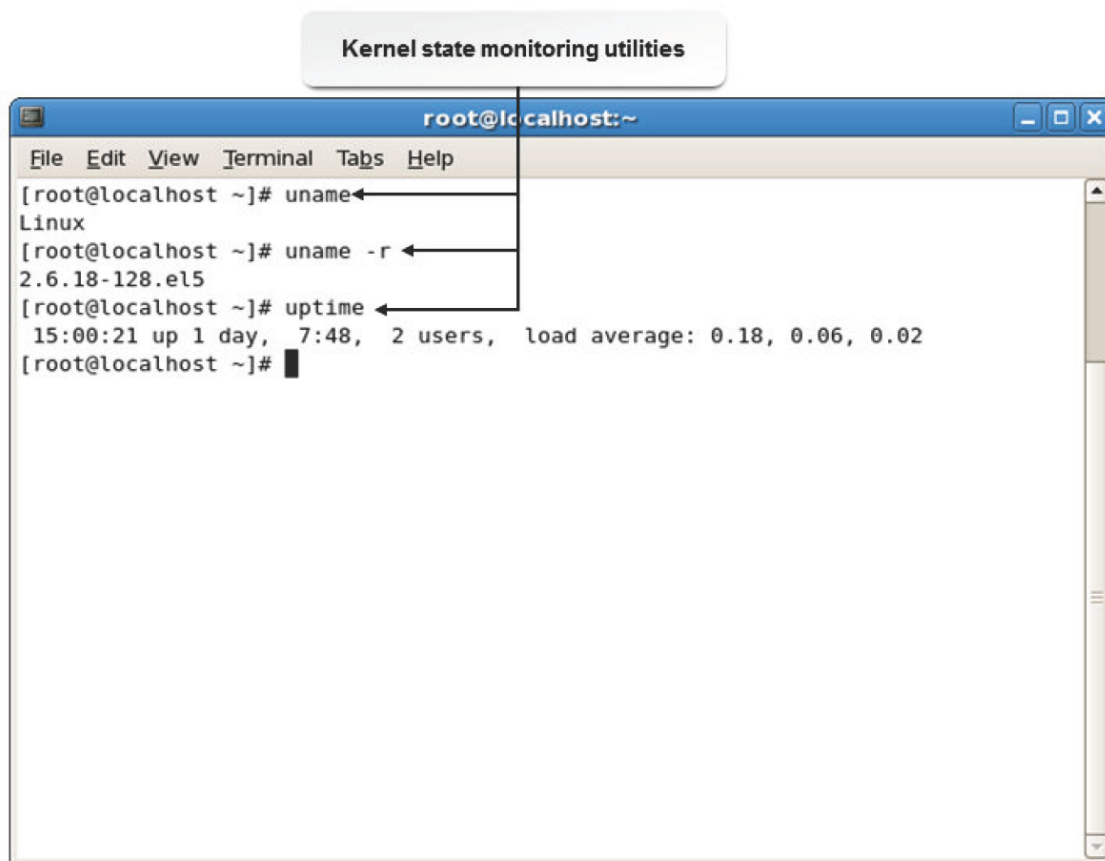 Kernel state monitoring utilities
root@localhost:~
File Edit View Terminal Tabs Help
[root@localhost ~]# uname
Linux
[root@localhost ~]# uname -r
2.6.18-128.el5
[root@localhost ~]# uptime
 15:00:21 up 1 day,  7:48,  2 users,  load average: 0.18, 0.06, 0.02
[root@localhost ~]#